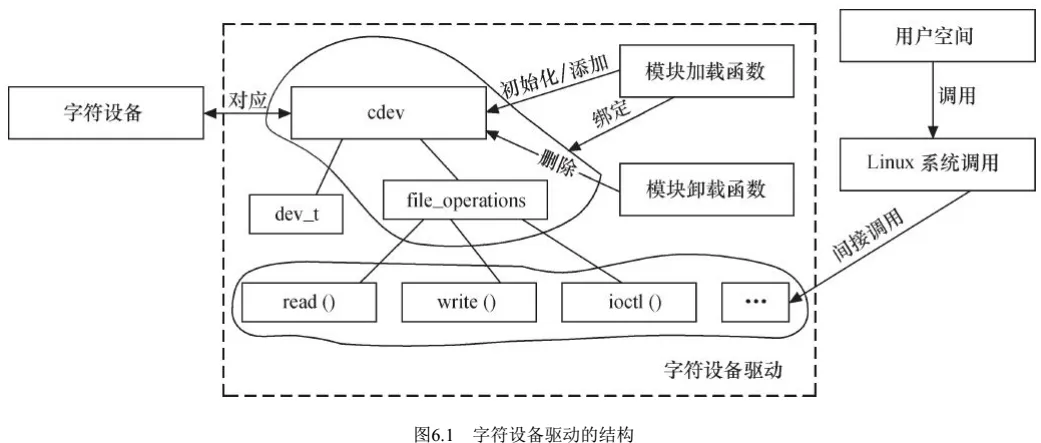 用户空间
初始化/添加
模块加载函数
字符设备
对应
cdev
绑定
调用
删除
Linux 系统调用
模块卸载函数
dev_t
file_operations
间接调用
read ()
write ()
ioctl ()
...
字符设备驱动
图6.1 字符设备驱动的结构